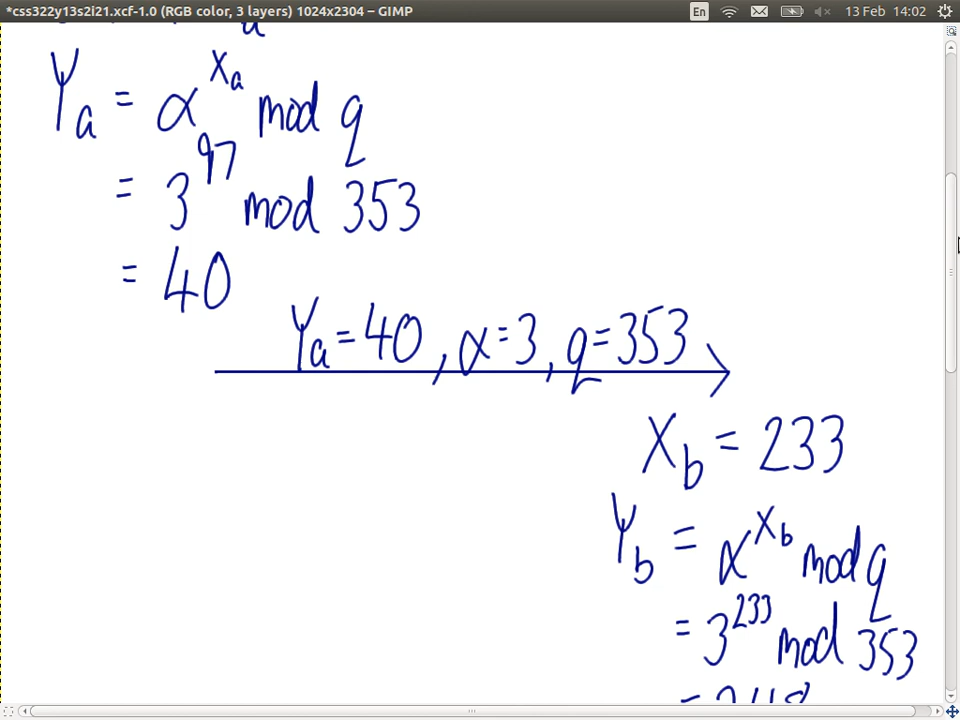 *css322y13s2i21.xcf-1.0 (RGB color, 3 layers) 1024x2304 – GIMP
En
13 Feb 14:02
a
Ya = α^Xa mod q
= 3^97 mod 353
= 40
Ya = 40, α = 3, q = 353
Xb = 233
Yb = α^Xb mod q
= 3^233 mod 353